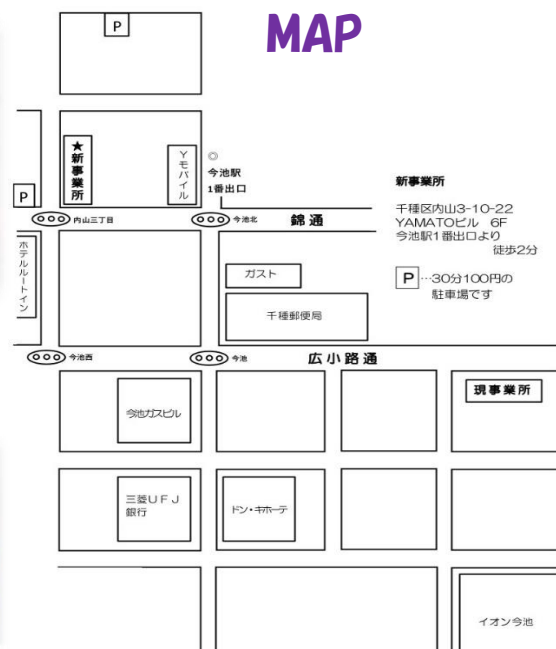 MAP
P
★新事業所
Yモバイル
◎
今池駅
1番出口
P
内山三丁目
今池北
錦通
新事業所
千種区内山3-10-22
YAMATOビル 6F
今池駅1番出口より
徒歩2分
P…30分100円の
駐車場です
ホテルルートイン
ガスト
千種郵便局
今池西
今池
広小路通
現事業所
今池ガスビル
三菱UFJ
銀行
ドン・キホーテ
イオン今池